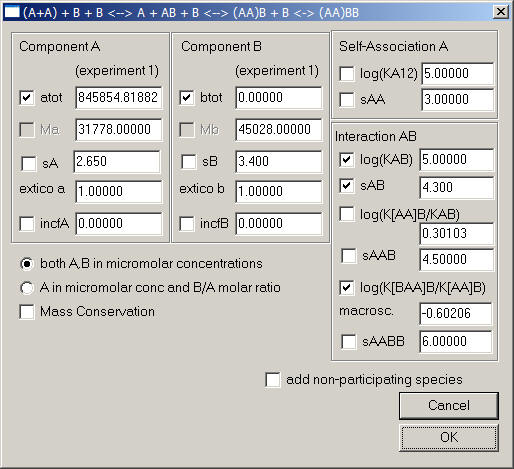 (A+A) + B + B <--> A + AB + B <--> (AA)B + B <-> (AA)BB
Component A
(experiment 1)
atot 845854.81882
Ma 31778.00000
sA 2.650
extico a 1.00000
incfA 0.00000
Component B
(experiment 1)
btot 0.00000
Mb 45028.00000
sB 3.400
extico b 1.00000
incfB 0.00000
Self-Association A
log(KA12) 5.00000
sAA 3.00000
Interaction AB
log(KAB) 5.00000
sAB 4.300
log(K[AA]B/KAB)
0.30103
sAAB 4.50000
log(K[BAA]B/K[AA]B)
macrosc. -0.60206
sAABB 6.00000
both A,B in micromolar concentrations
A in micromolar conc and B/A molar ratio
Mass Conservation
add non-participating species
Cancel
OK